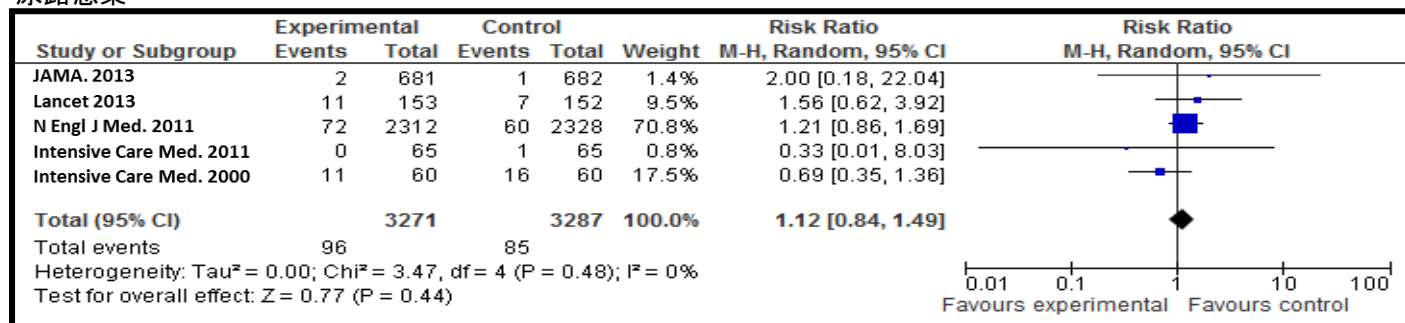 尿路感染
Experimental Control Risk Ratio Risk Ratio
Study or Subgroup Events Total Events Total Weight M-H, Random, 95% CI M-H, Random, 95% CI
JAMA. 2013 2 681 1 682 1.4% 2.00 [0.18, 22.04]
Lancet 2013 11 153 7 152 9.5% 1.56 [0.62, 3.92]
N Engl J Med. 2011 72 2312 60 2328 70.8% 1.21 [0.86, 1.69]
Intensive Care Med. 2011 0 65 1 65 0.8% 0.33 [0.01, 8.03]
Intensive Care Med. 2000 11 60 16 60 17.5% 0.69 [0.35, 1.36]
Total (95% CI) 3271 3287 100.0% 1.12 [0.84, 1.49]
Total events 96 85
Heterogeneity: Tau² = 0.00; Chi² = 3.47, df = 4 (P = 0.48); I² = 0%
Test for overall effect: Z = 0.77 (P = 0.44)
0.01 0.1 1 10 100
Favours experimental Favours control